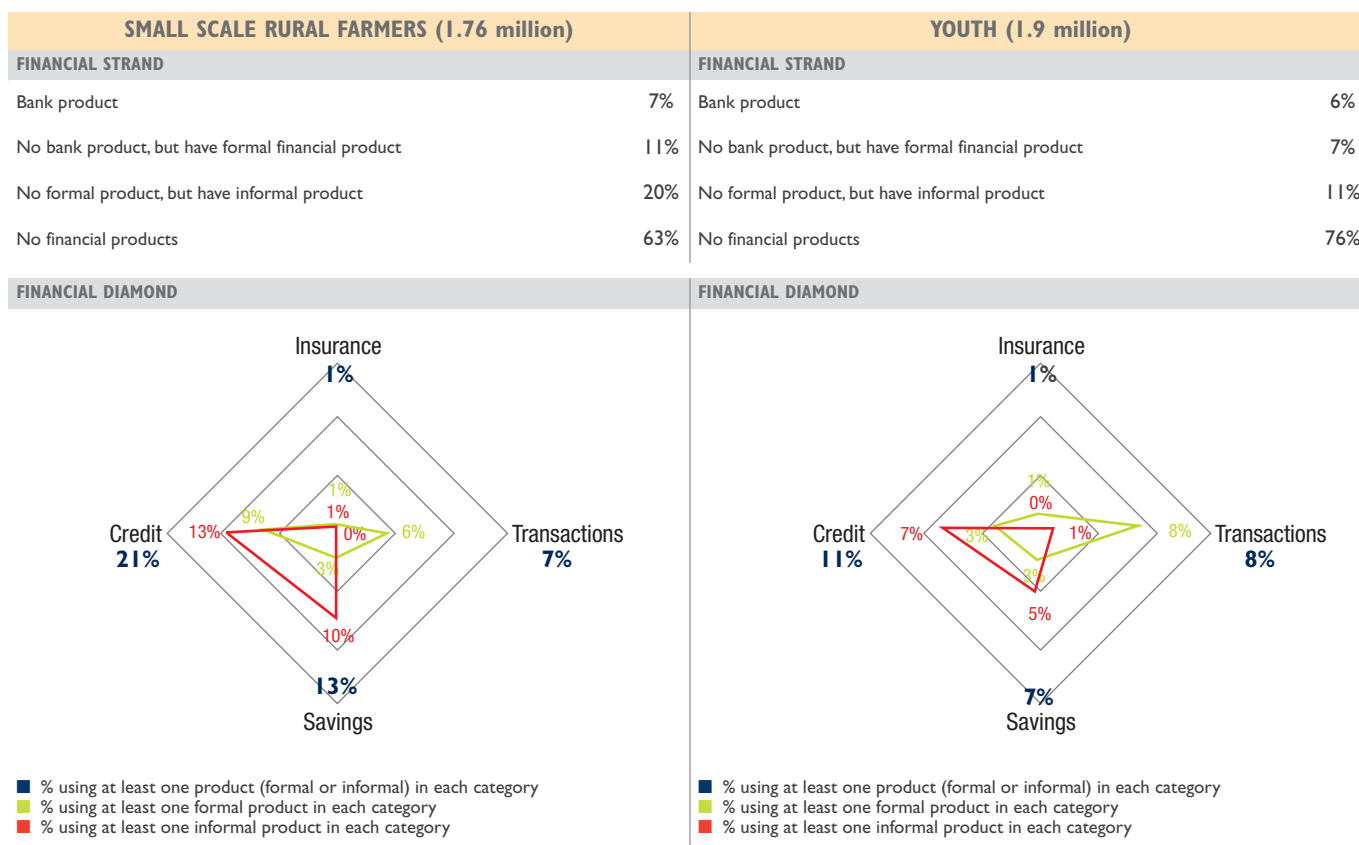 SMALL SCALE RURAL FARMERS (1.76 million)
FINANCIAL STRAND
Bank product 7%
No bank product, but have formal financial product 11%
No formal product, but have informal product 20%
No financial products 63%
FINANCIAL DIAMOND
Insurance
1%
1%
1%
9%
13%
0%
6%
Credit
21%
Transactions
7%
3%
10%
13%
Savings
% using at least one product (formal or informal) in each category
% using at least one formal product in each category
% using at least one informal product in each category
YOUTH (1.9 million)
FINANCIAL STRAND
Bank product 6%
No bank product, but have formal financial product 7%
No formal product, but have informal product 11%
No financial products 76%
FINANCIAL DIAMOND
Insurance
1%
1%
0%
Credit
11%
7%
3%
1%
8%
Transactions
8%
3%
5%
7%
Savings
% using at least one product (formal or informal) in each category
% using at least one formal product in each category
% using at least one informal product in each category